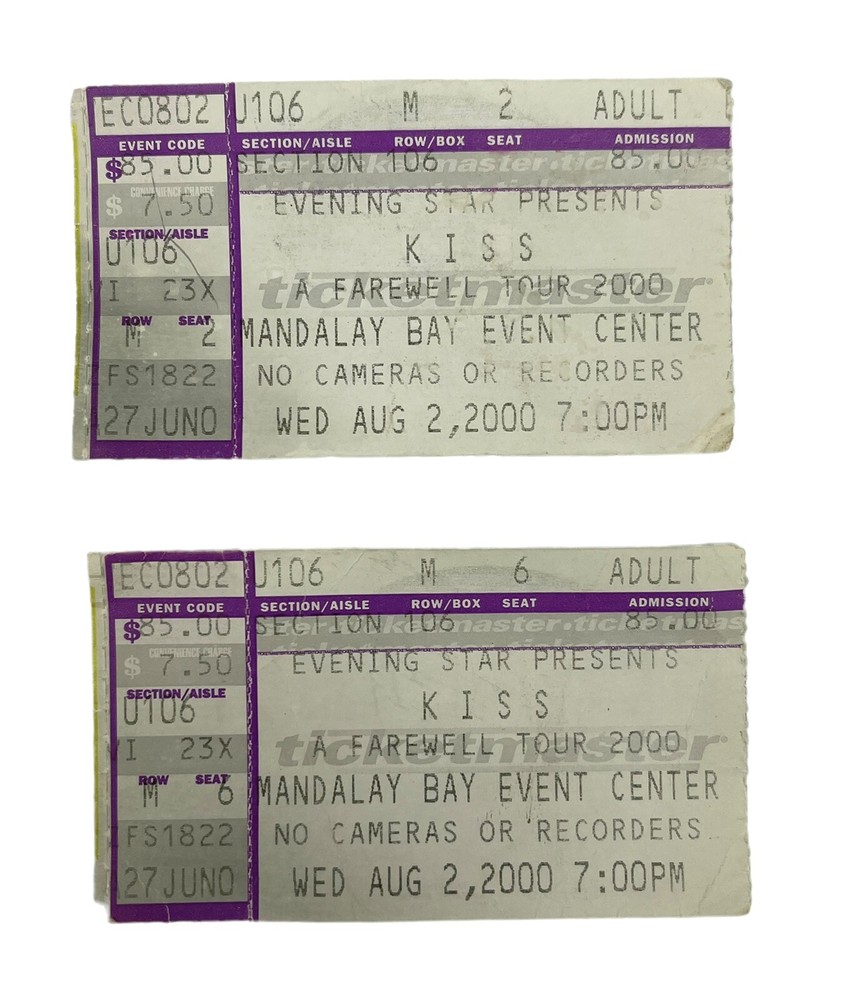 EC0802 U106 M 2 ADULT
EVENT CODE SECTION/AISLE ROW/BOX SEAT ADMISSION
$85.00 SECTION 106 85.00
CONVENIENCE CHARGE
$ 7.50 EVENING STAR PRESENTS
SECTION/AISLE
U106 K I S S
VI 23X A FAREWELL TOUR 2000
ticketmaster
ROW SEAT
M 2 MANDALAY BAY EVENT CENTER
FS1822 NO CAMERAS OR RECORDERS
27JUN0 WED AUG 2,2000 7:00PM
EC0802 U106 M 6 ADULT
EVENT CODE SECTION/AISLE ROW/BOX SEAT ADMISSION
$85.00 SECTION 106 85.00
CONVENIENCE CHARGE
$ 7.50 EVENING STAR PRESENTS
SECTION/AISLE
U106 K I S S
VI 23X A FAREWELL TOUR 2000
ticketmaster
ROW SEAT
M 6 MANDALAY BAY EVENT CENTER
FS1822 NO CAMERAS OR RECORDERS
27JUN0 WED AUG 2,2000 7:00PM